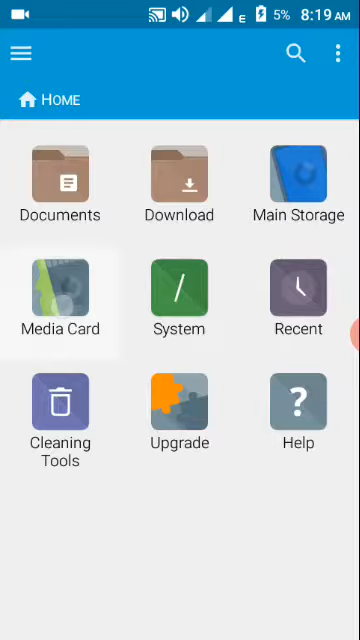 E 5% 8:19 AM
HOME
Documents Download Main Storage
/
Media Card System Recent
?
Cleaning Tools Upgrade Help